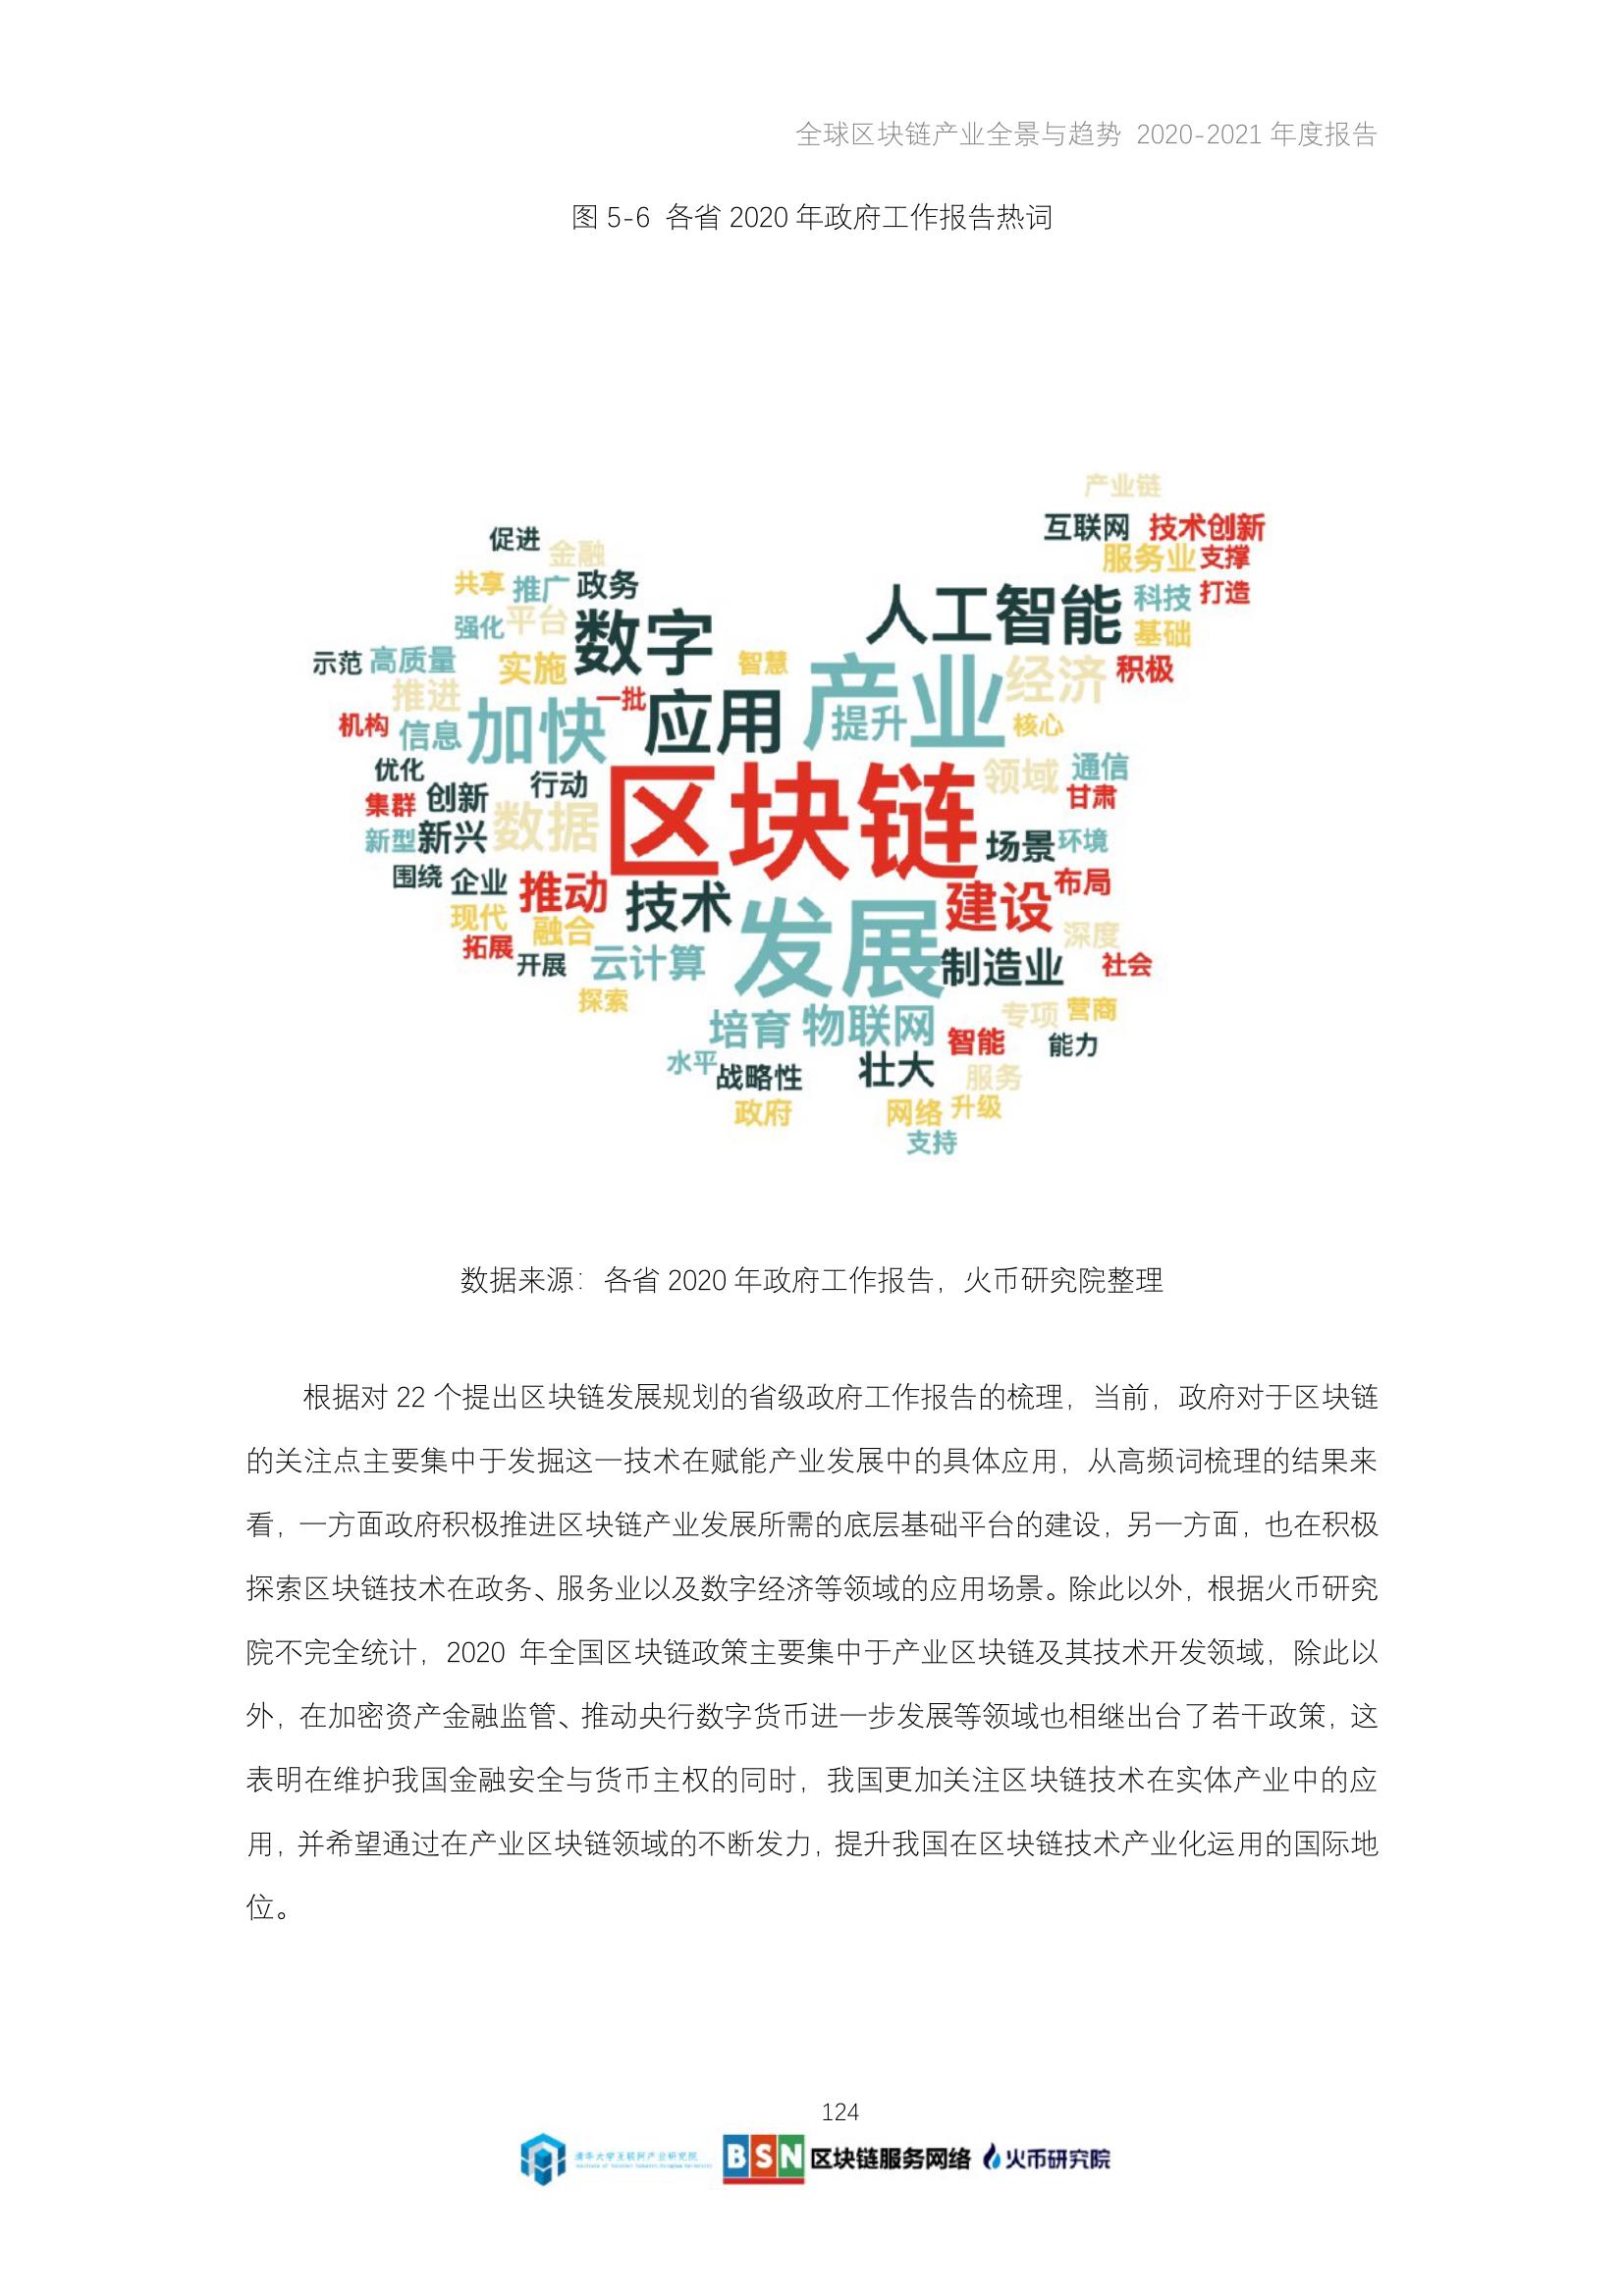 全球区块链产业全景与趋势 2020-2021 年度报告
图 5-6 各省 2020 年政府工作报告热词
产业链
互联网 技术创新
促进 金融 服务业 支撑
共享 推广 政务 人工智能 科技 打造
强化 平台 数字 基础
示范 高质量 实施 智慧 产业 经济 积极
推进 一批 应用 提升 核心
机构 信息 加快
优化 行动 区块链 领域 通信
集群 创新 数据 甘肃
新型 新兴 场景 环境
围绕 企业 推动 技术 建设 布局
现代 融合 发展 深度
拓展 开展 云计算 制造业 社会
探索 专项 营商
培育 物联网 智能 能力
水平 战略性 壮大 服务
政府 网络 升级
支持
数据来源：各省 2020 年政府工作报告，火币研究院整理
根据对 22 个提出区块链发展规划的省级政府工作报告的梳理，当前，政府对于区块链
的关注点主要集中于发掘这一技术在赋能产业发展中的具体应用，从高频词梳理的结果来
看，一方面政府积极推进区块链产业发展所需的底层基础平台的建设，另一方面，也在积极
探索区块链技术在政务、服务业以及数字经济等领域的应用场景。除此以外，根据火币研究
院不完全统计，2020 年全国区块链政策主要集中于产业区块链及其技术开发领域，除此以
外，在加密资产金融监管、推动央行数字货币进一步发展等领域也相继出台了若干政策，这
表明在维护我国金融安全与货币主权的同时，我国更加关注区块链技术在实体产业中的应
用，并希望通过在产业区块链领域的不断发力，提升我国在区块链技术产业化运用的国际地
位。
124
清华大学互联网产业研究院
BSN 区块链服务网络 火币研究院